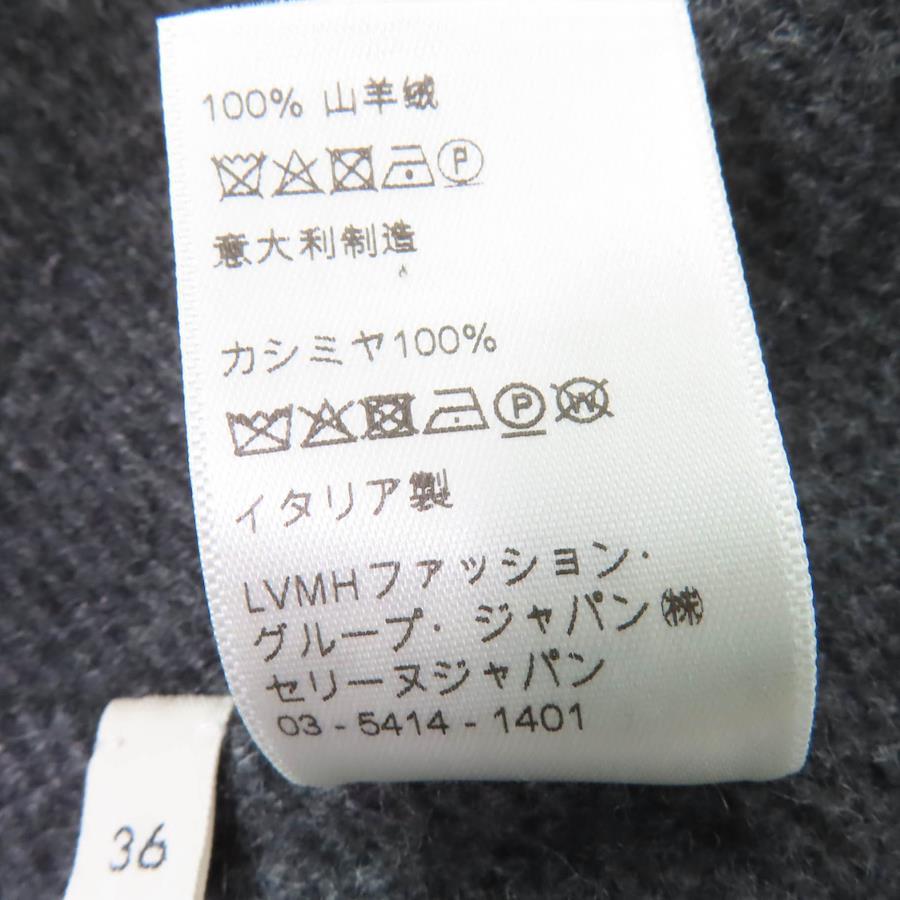 100% 山羊绒
P
意大利制造
カシミヤ100%
P W
イタリア製
LVMHファッション・
グループ・ジャパン㈱
セリーヌジャパン
03-5414-1401
36